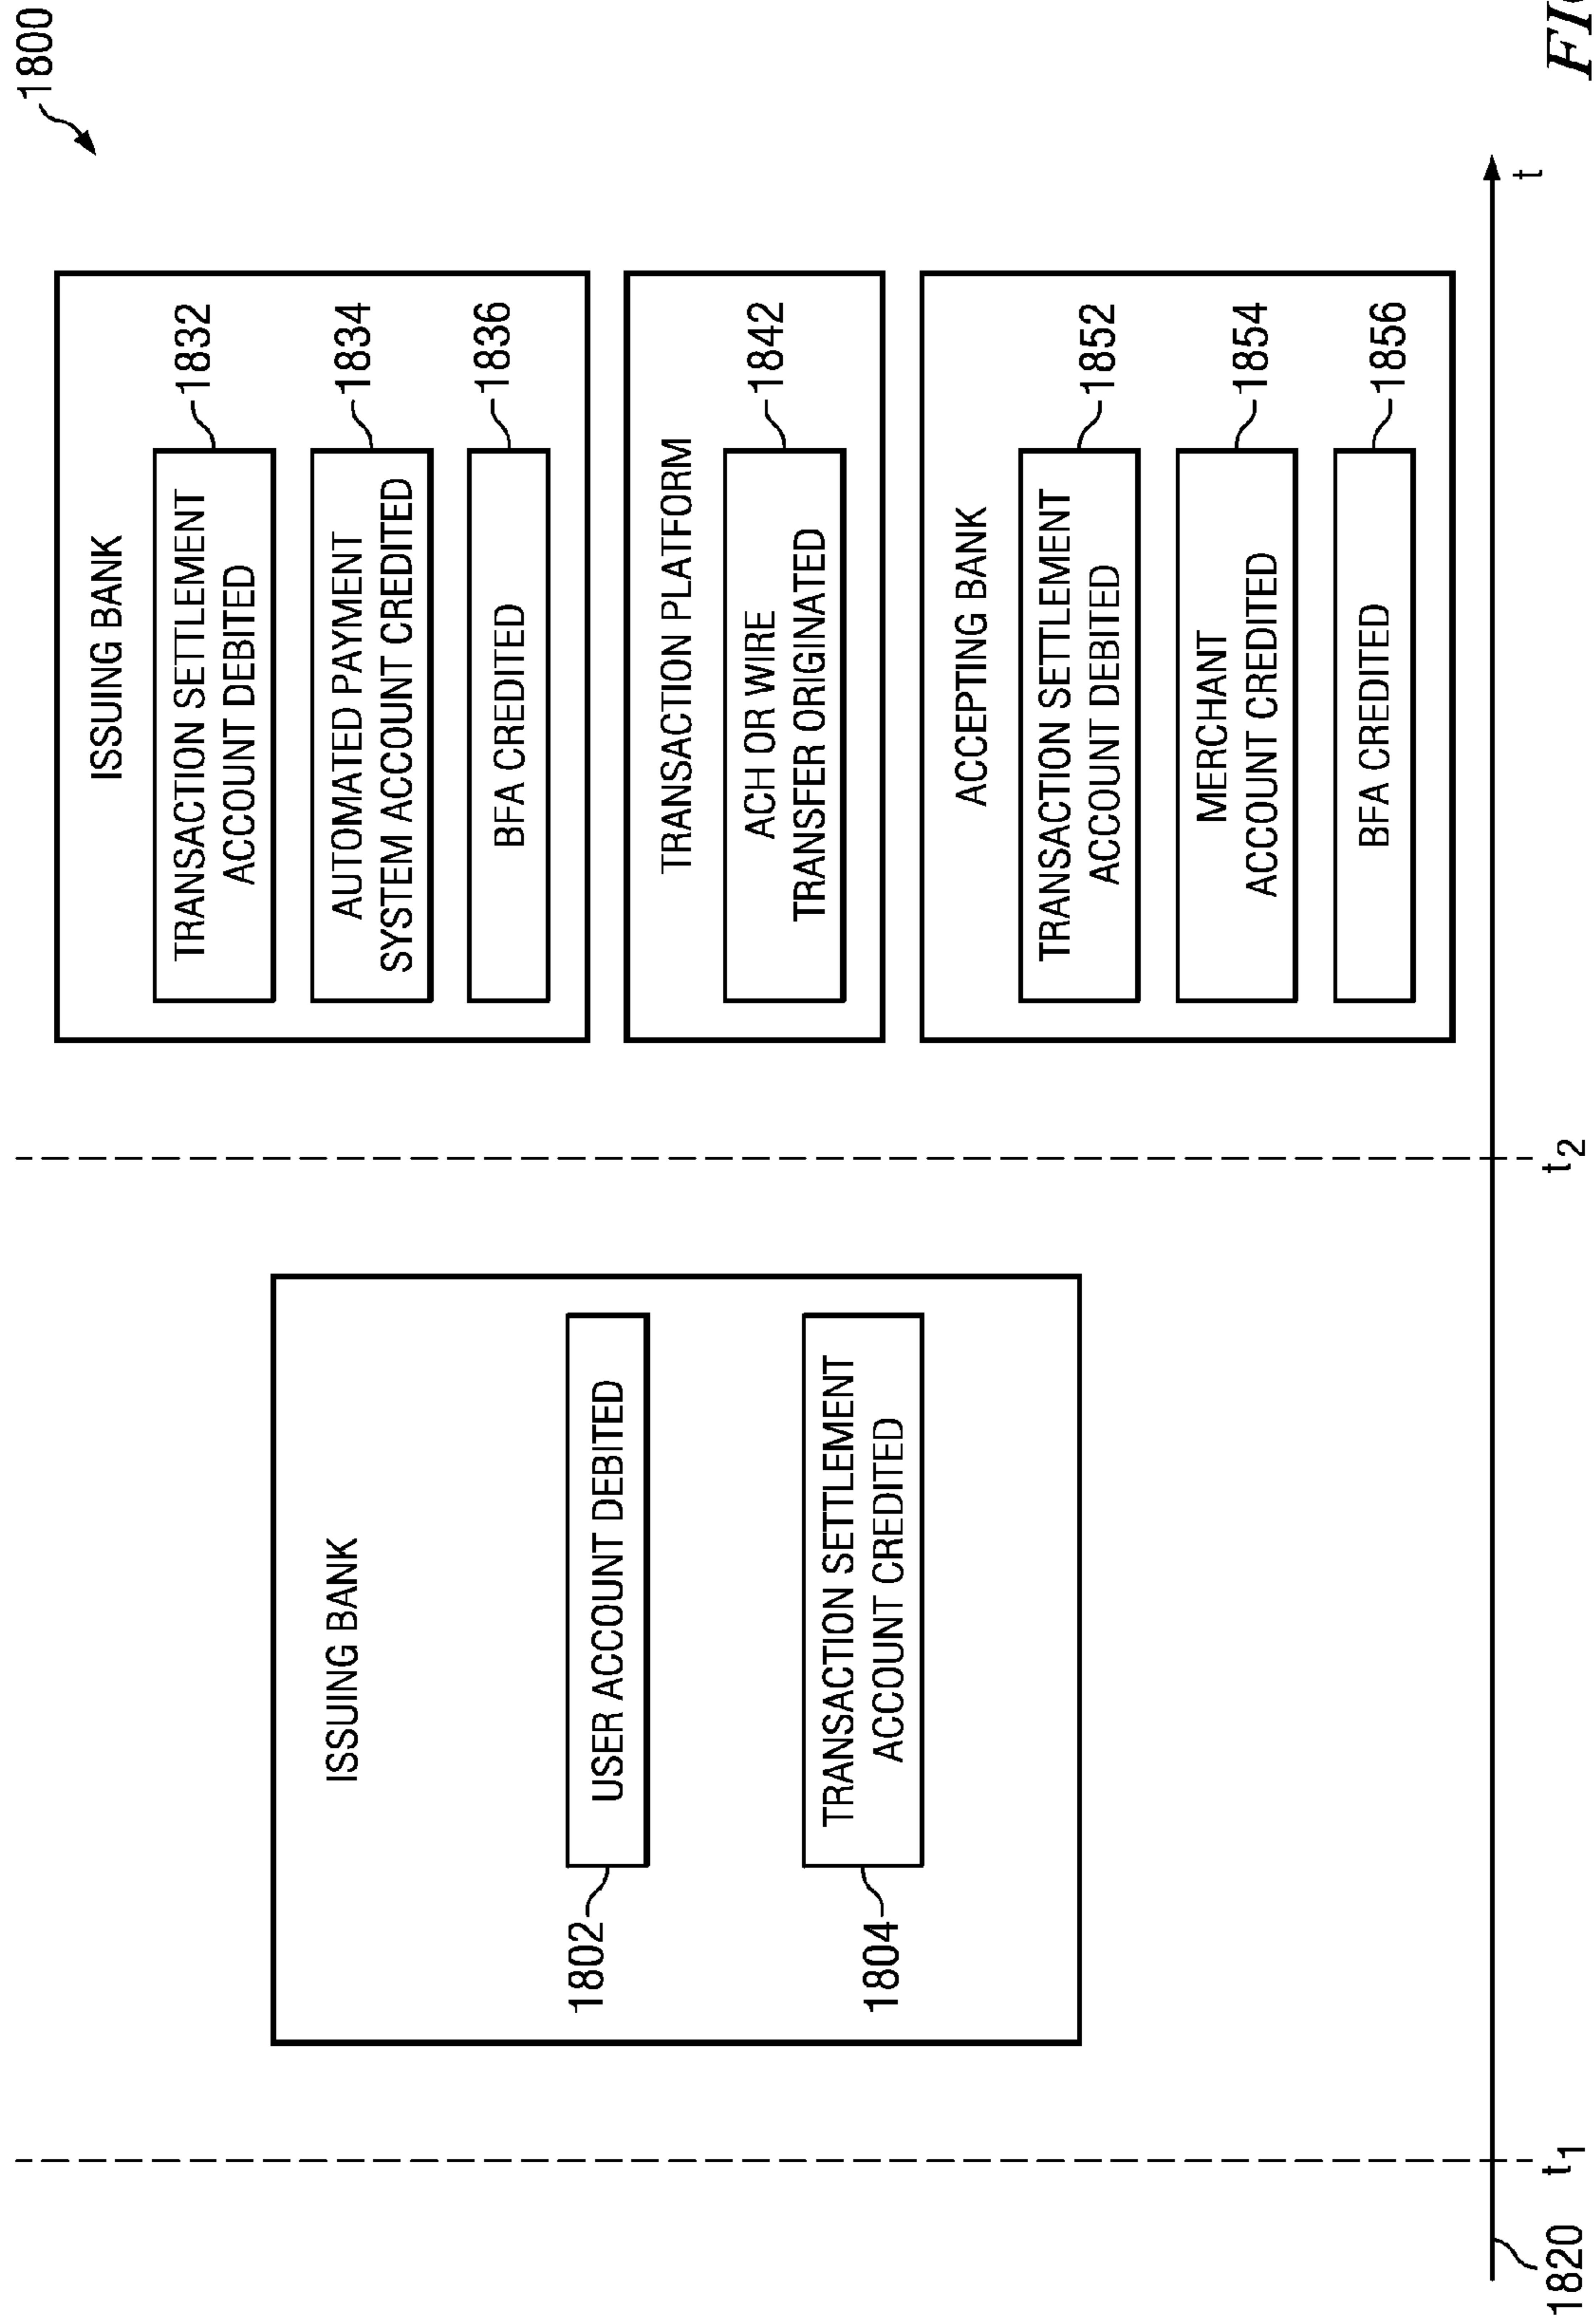 1800
ISSUING BANK
USER ACCOUNT DEBITED
1802
TRANSACTION SETTLEMENT
ACCOUNT CREDITED
1804
ISSUING BANK
TRANSACTION SETTLEMENT
ACCOUNT DEBITED
1832
AUTOMATED PAYMENT
SYSTEM ACCOUNT CREDITED
1834
BFA CREDITED
1836
TRANSACTION PLATFORM
ACH OR WIRE
TRANSFER ORIGINATED
1842
ACCEPTING BANK
TRANSACTION SETTLEMENT
ACCOUNT DEBITED
1852
MERCHANT
ACCOUNT CREDITED
1854
BFA CREDITED
1856
1820
t1
t2
t